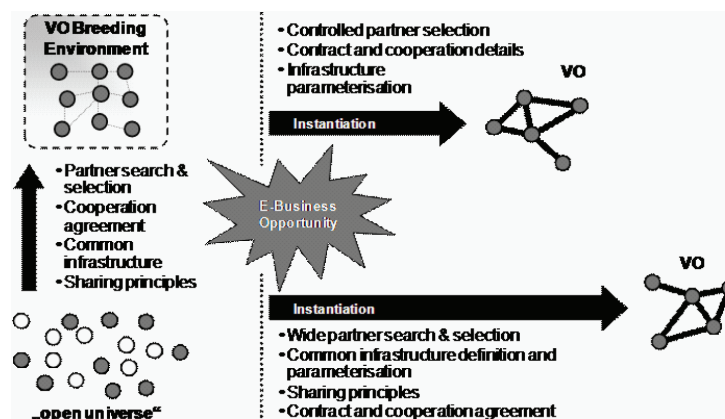 VO Breeding
Environment
• Controlled partner selection
• Contract and cooperation details
• Infrastructure
parameterisation
VO
Instantiation
• Partner search &
selection
• Cooperation
agreement
• Common
infrastructure
• Sharing principles
E-Business
Opportunity
VO
Instantiation
• Wide partner search & selection
• Common infrastructure definition and
parameterisation
• Sharing principles
• Contract and cooperation agreement
„open universe“